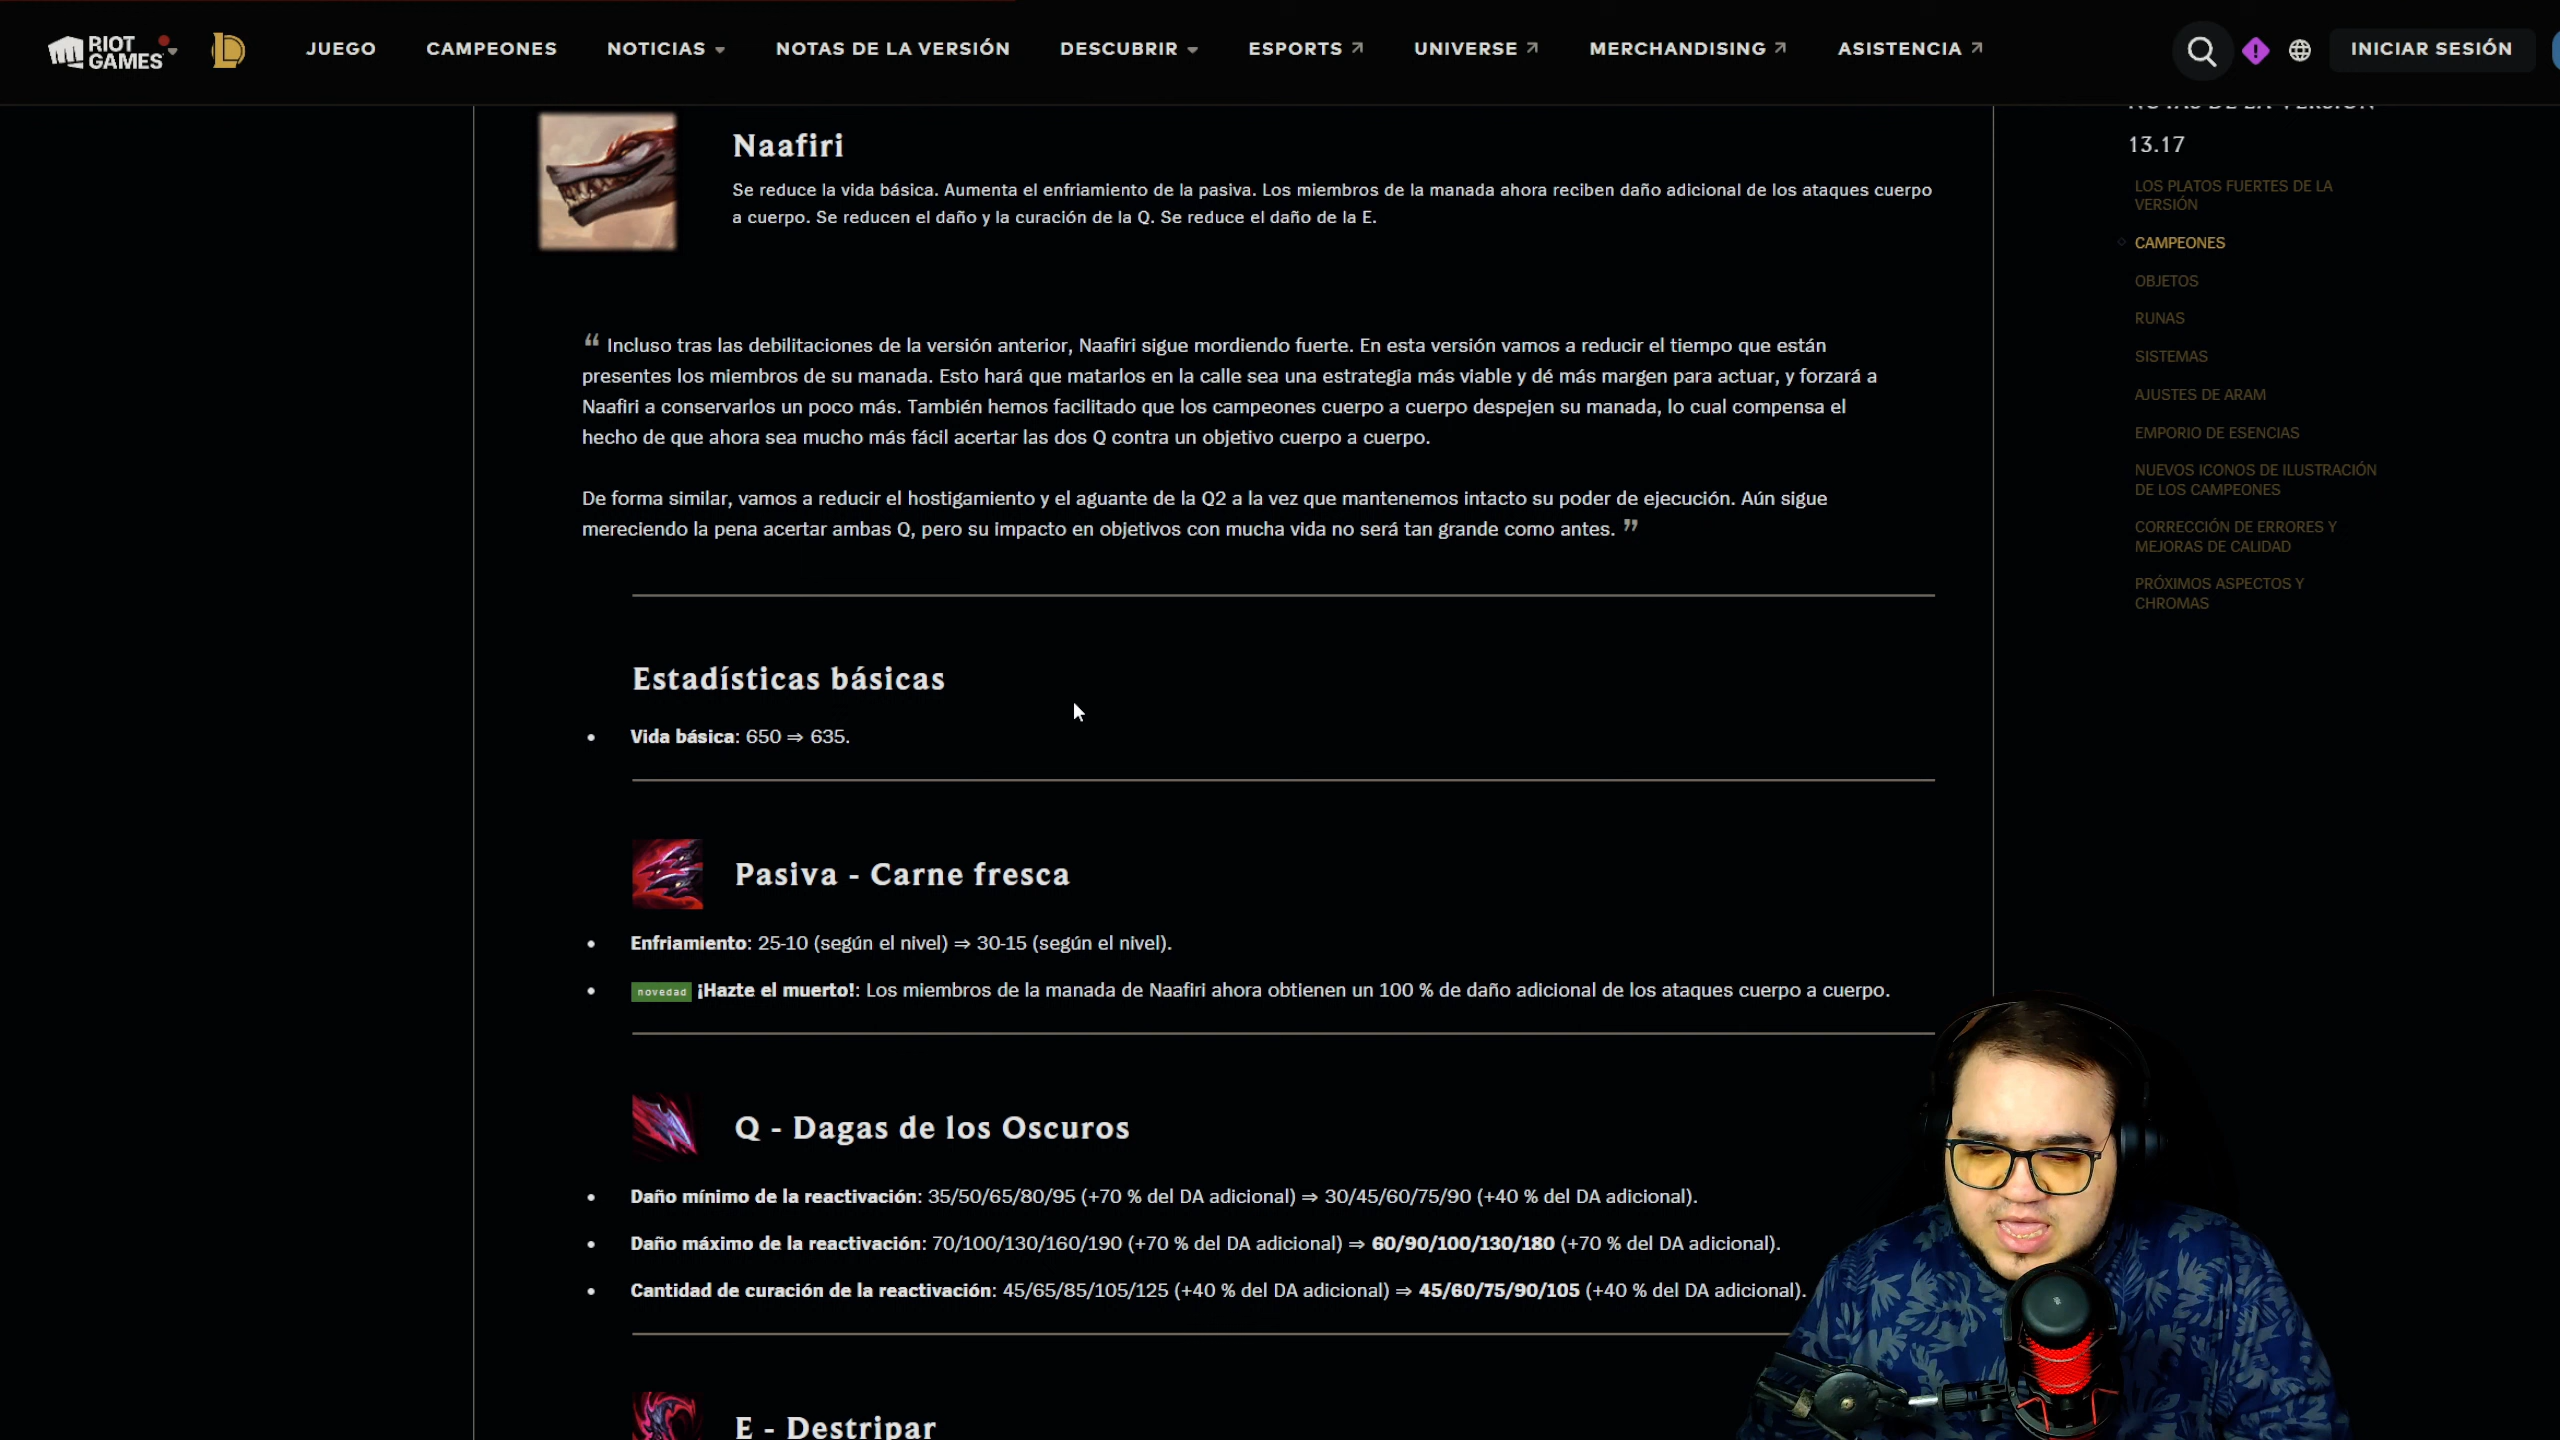 RIOT GAMES
JUEGO CAMPEONES NOTICIAS NOTAS DE LA VERSIÓN DESCUBRIR ESPORTS UNIVERSE MERCHANDISING ASISTENCIA INICIAR SESIÓN
NOTAS DE LA VERSIÓN
13.17
LOS PLATOS FUERTES DE LA
VERSIÓN
CAMPEONES
OBJETOS
RUNAS
SISTEMAS
AJUSTES DE ARAM
EMPORIO DE ESENCIAS
NUEVOS ICONOS DE ILUSTRACIÓN
DE LOS CAMPEONES
CORRECCIÓN DE ERRORES Y
MEJORAS DE CALIDAD
PRÓXIMOS ASPECTOS Y
CHROMAS
Naafiri
Se reduce la vida básica. Aumenta el enfriamiento de la pasiva. Los miembros de la manada ahora reciben daño adicional de los ataques cuerpo
a cuerpo. Se reducen el daño y la curación de la Q. Se reduce el daño de la E.
“ Incluso tras las debilitaciones de la versión anterior, Naafiri sigue mordiendo fuerte. En esta versión vamos a reducir el tiempo que están
presentes los miembros de su manada. Esto hará que matarlos en la calle sea una estrategia más viable y dé más margen para actuar, y forzará a
Naafiri a conservarlos un poco más. También hemos facilitado que los campeones cuerpo a cuerpo despejen su manada, lo cual compensa el
hecho de que ahora sea mucho más fácil acertar las dos Q contra un objetivo cuerpo a cuerpo.
De forma similar, vamos a reducir el hostigamiento y el aguante de la Q2 a la vez que mantenemos intacto su poder de ejecución. Aún sigue
mereciendo la pena acertar ambas Q, pero su impacto en objetivos con mucha vida no será tan grande como antes. ”
Estadísticas básicas
• Vida básica: 650 ⇒ 635.
Pasiva - Carne fresca
• Enfriamiento: 25-10 (según el nivel) ⇒ 30-15 (según el nivel).
• novedad ¡Hazte el muerto!: Los miembros de la manada de Naafiri ahora obtienen un 100 % de daño adicional de los ataques cuerpo a cuerpo.
Q - Dagas de los Oscuros
• Daño mínimo de la reactivación: 35/50/65/80/95 (+70 % del DA adicional) ⇒ 30/45/60/75/90 (+40 % del DA adicional).
• Daño máximo de la reactivación: 70/100/130/160/190 (+70 % del DA adicional) ⇒ 60/90/100/130/180 (+70 % del DA adicional).
• Cantidad de curación de la reactivación: 45/65/85/105/125 (+40 % del DA adicional) ⇒ 45/60/75/90/105 (+40 % del DA adicional).
E - Destripar